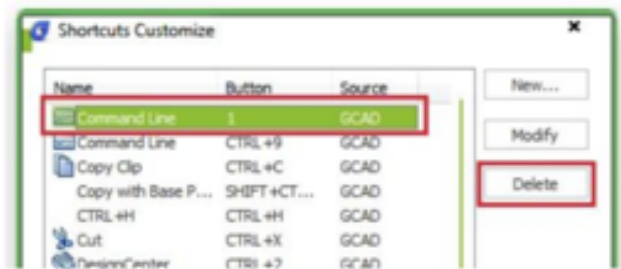 Shortcuts Customize
Name Button Source
New...
Command Line 1 GCAD
Command Line CTRL+9 GCAD
Modify
Copy Clip CTRL+C GCAD
Copy with Base P... SHIFT+CT... GCAD
Delete
CTRL+H CTRL+H GCAD
Cut CTRL+X GCAD
DesignCenter CTRL+2 GCAD